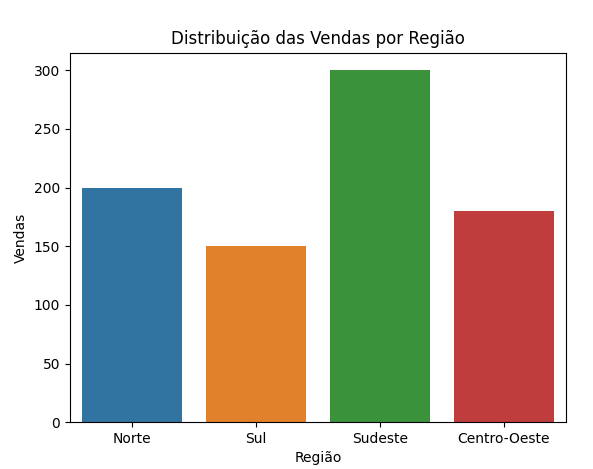 Distribuição das Vendas por Região
300
250
200
150
100
50
0
Vendas
Norte Sul Sudeste Centro-Oeste
Região